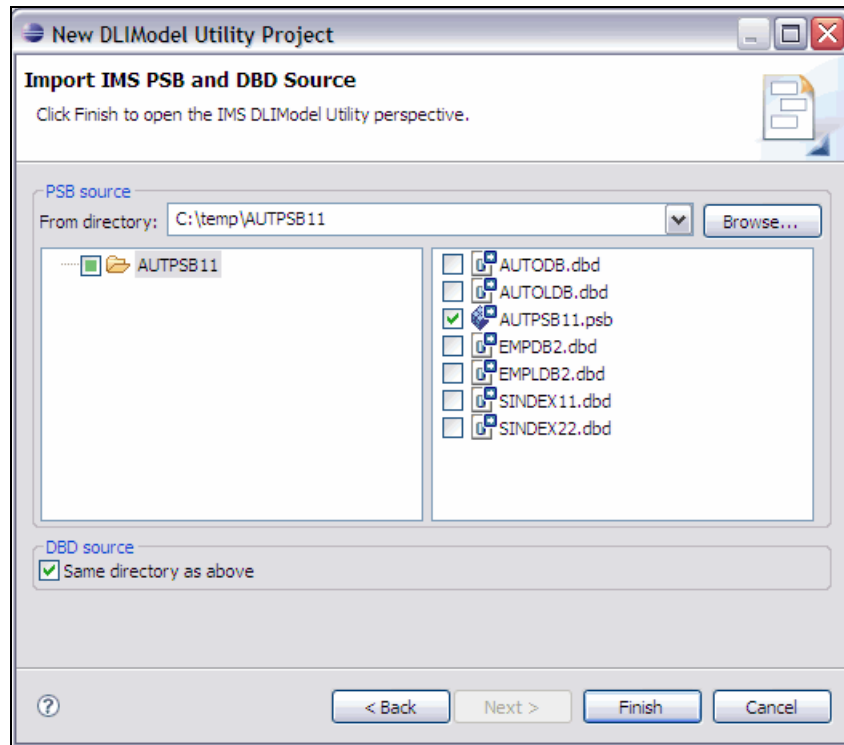 New DLIModel Utility Project
Import IMS PSB and DBD Source
Click Finish to open the IMS DLIModel Utility perspective.
PSB source
From directory: C:\temp\AUTPSB11 Browse...
AUTPSB11
AUTODB.dbd
AUTOLDB.dbd
AUTPSB11.psb
EMPDB2.dbd
EMPLDB2.dbd
SINDEX11.dbd
SINDEX22.dbd
DBD source
Same directory as above
? < Back Next > Finish Cancel